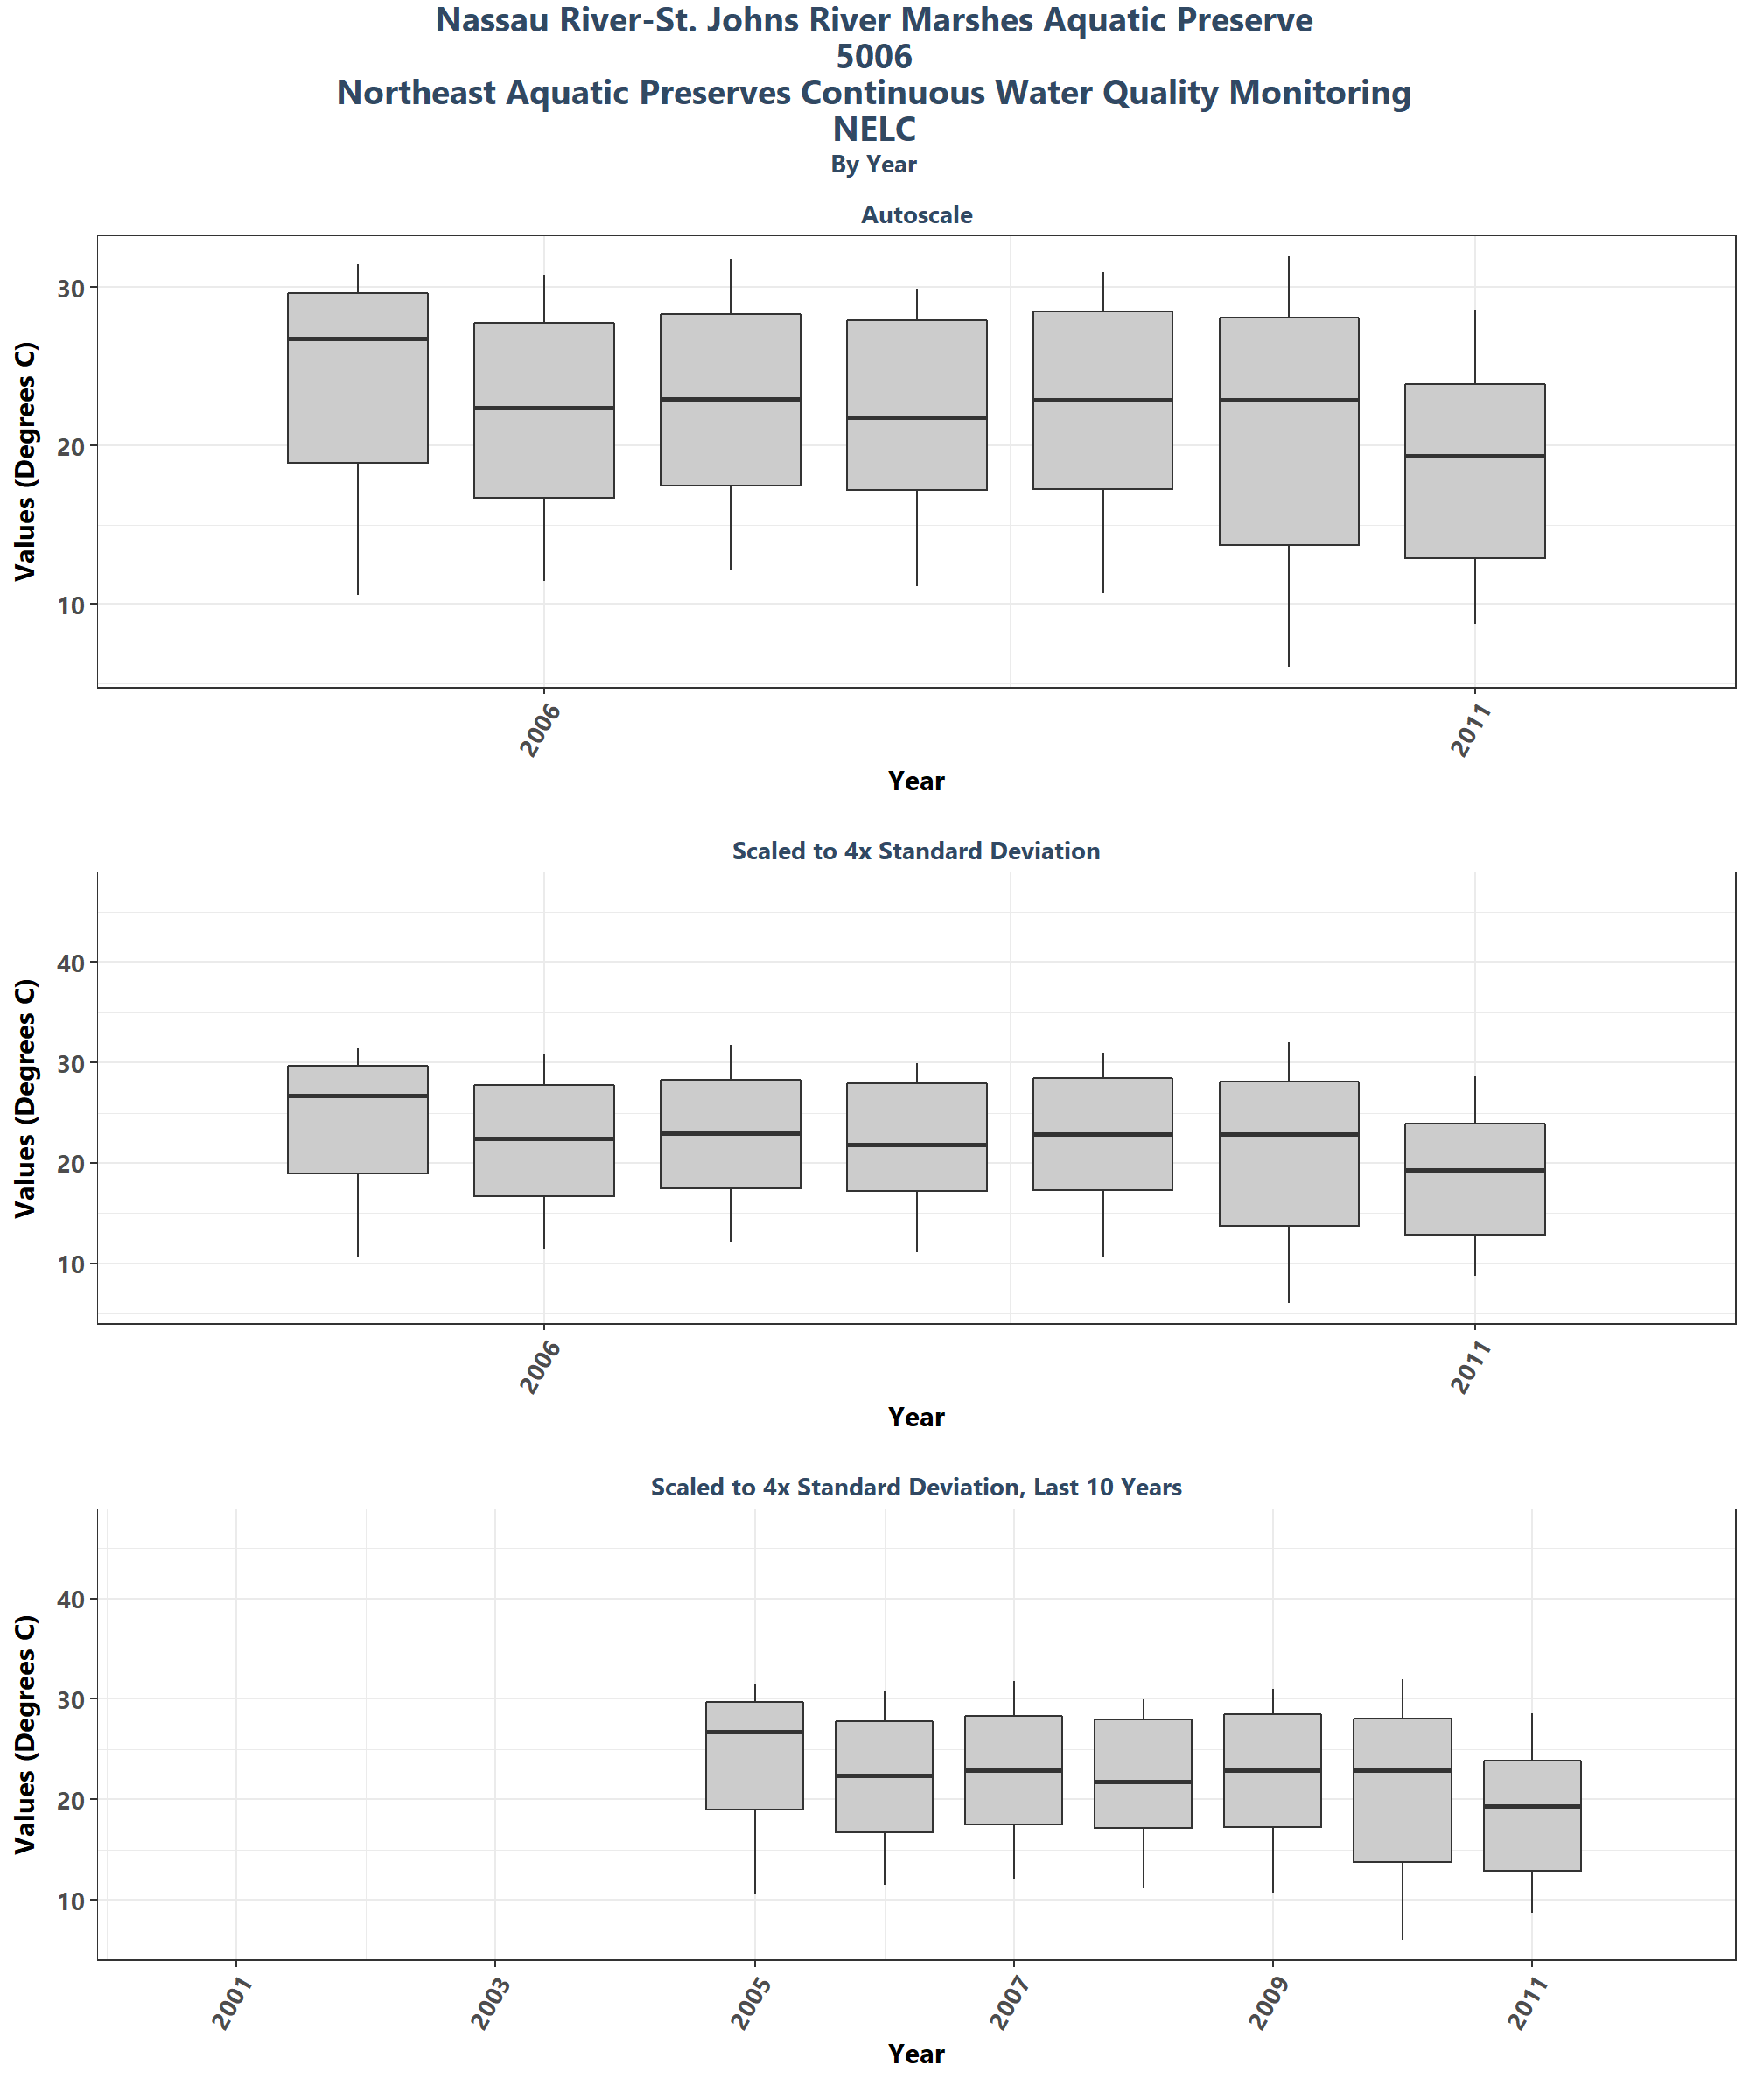 Nassau River-St. Johns River Marshes Aquatic Preserve
5006
Northeast Aquatic Preserves Continuous Water Quality Monitoring
NELC
By Year
Autoscale
Values (Degrees C)
30
20
10
2006
2011
Year
Scaled to 4x Standard Deviation
Values (Degrees C)
40
30
20
10
2006
2011
Year
Scaled to 4x Standard Deviation, Last 10 Years
Values (Degrees C)
40
30
20
10
2001
2003
2005
2007
2009
2011
Year